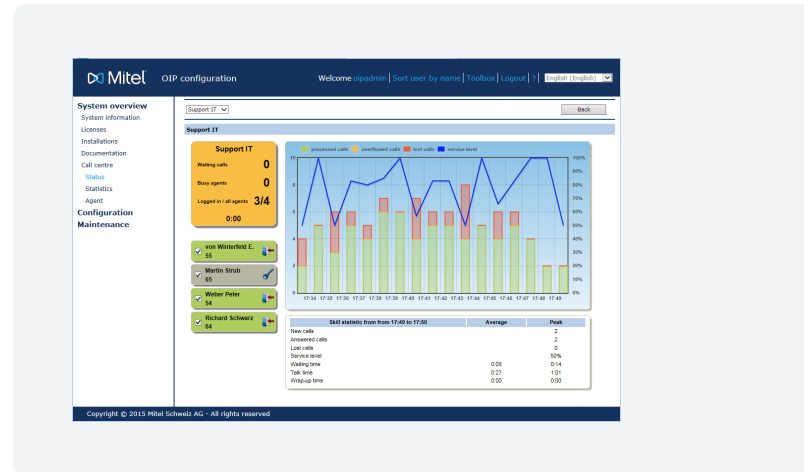 Mitel OIP configuration Welcome oipadmin | Sort user by name | Toolbox | Logout | ? | English (English)
System overview
System information
Licenses
Installations
Documentation
Call centre
Status
Statistics
Agent
Configuration
Maintenance
Support IT Back
Support IT
Support IT
Waiting calls 0
Busy agents 0
Logged in / all agents 3/4
0:00
von Winterfeld E.
55
Martin Strub
65
Weber Peter
54
Richard Schwarz
64
processed calls overflowed calls lost calls service level
10 100%
90%
8 80%
70%
6 60%
50%
4 40%
30%
2 20%
10%
0 0%
17:34 17:35 17:36 17:37 17:38 17:39 17:40 17:41 17:42 17:43 17:44 17:45 17:46 17:47 17:48 17:49
Skill statistic from from 17:49 to 17:50 Average Peak
New calls 2
Answered calls 2
Lost calls 0
Service level 50%
Waiting time 0:06 0:14
Talk time 0:27 1:01
Wrap-up time 0:00 0:00
Copyright © 2015 Mitel Schweiz AG - All rights reserved